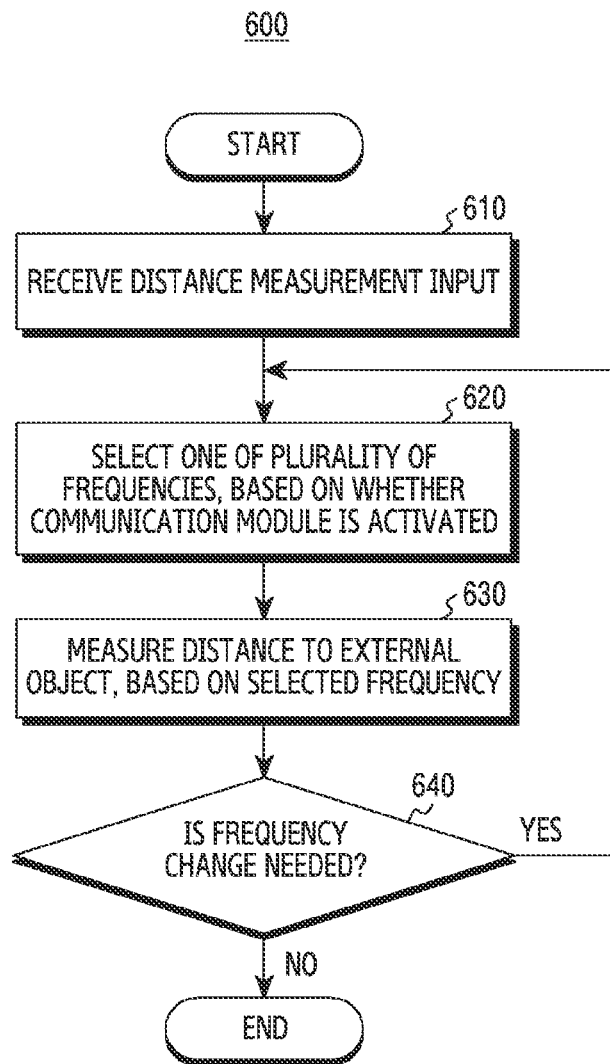 600
START
610
RECEIVE DISTANCE MEASUREMENT INPUT
620
SELECT ONE OF PLURALITY OF
FREQUENCIES, BASED ON WHETHER
COMMUNICATION MODULE IS ACTIVATED
630
MEASURE DISTANCE TO EXTERNAL
OBJECT, BASED ON SELECTED FREQUENCY
640
IS FREQUENCY
CHANGE NEEDED?
YES
NO
END